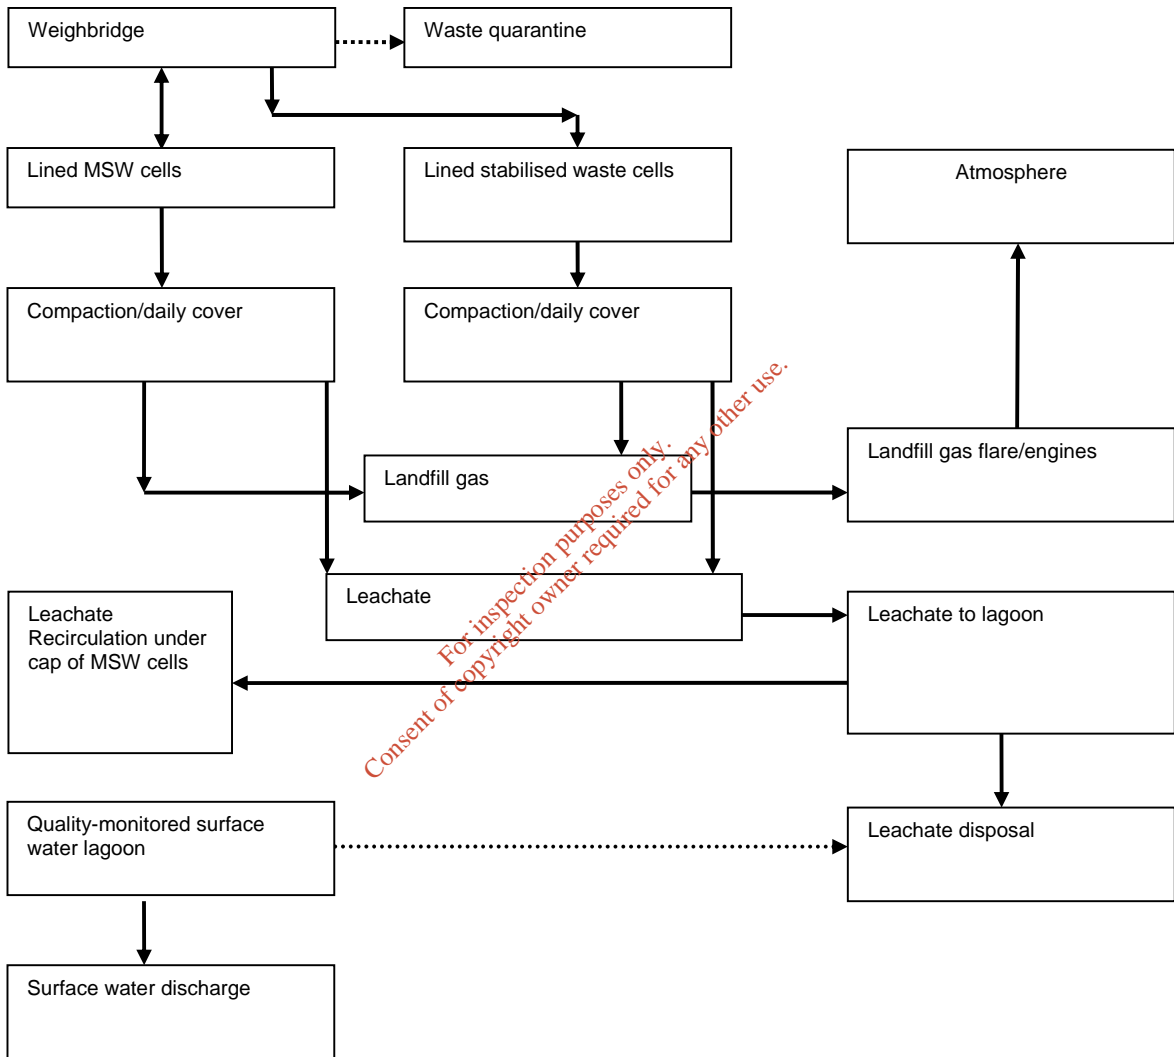 Weighbridge
Waste quarantine
Lined MSW cells
Lined stabilised waste cells
Atmosphere
Compaction/daily cover
Compaction/daily cover
Landfill gas
Landfill gas flare/engines
Leachate
Leachate
Recirculation under
cap of MSW cells
Leachate to lagoon
Quality-monitored surface
water lagoon
Leachate disposal
Surface water discharge
For inspection purposes only.
Consent of copyright owner required for any other use.